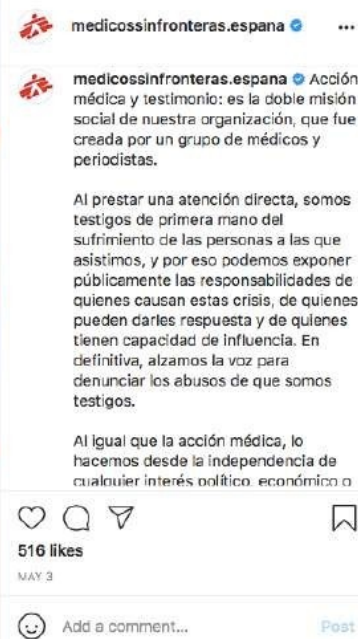 medicossinfronteras.espana
medicossinfronteras.espana Acción
médica y testimonio: es la doble misión
social de nuestra organización, que fue
creada por un grupo de médicos y
periodistas.
Al prestar una atención directa, somos
testigos de primera mano del
sufrimiento de las personas a las que
asistimos, y por eso podemos exponer
públicamente las responsabilidades de
quienes causan estas crisis, de quienes
pueden darles respuesta y de quienes
tienen capacidad de influencia. En
definitiva, alzamos la voz para
denunciar los abusos de que somos
testigos.
Al igual que la acción médica, lo
hacemos desde la independencia de
cualquier interés político, económico o
516 likes
MAY 3
Add a comment...
Post